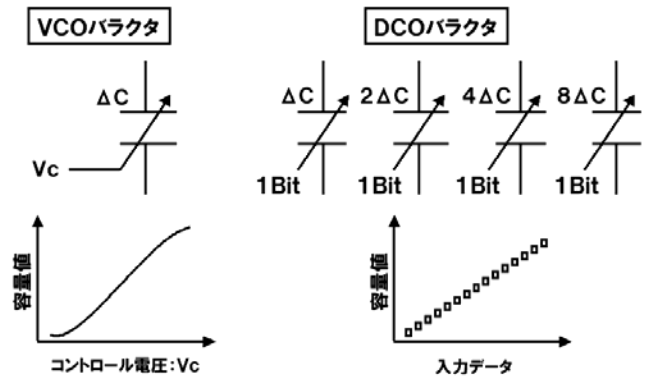 VCOバラクタ
DCOバラクタ
ΔC
ΔC 2ΔC 4ΔC 8ΔC
Vc
1Bit 1Bit 1Bit 1Bit
容量値
コントロール電圧:Vc
容量値
入力データ